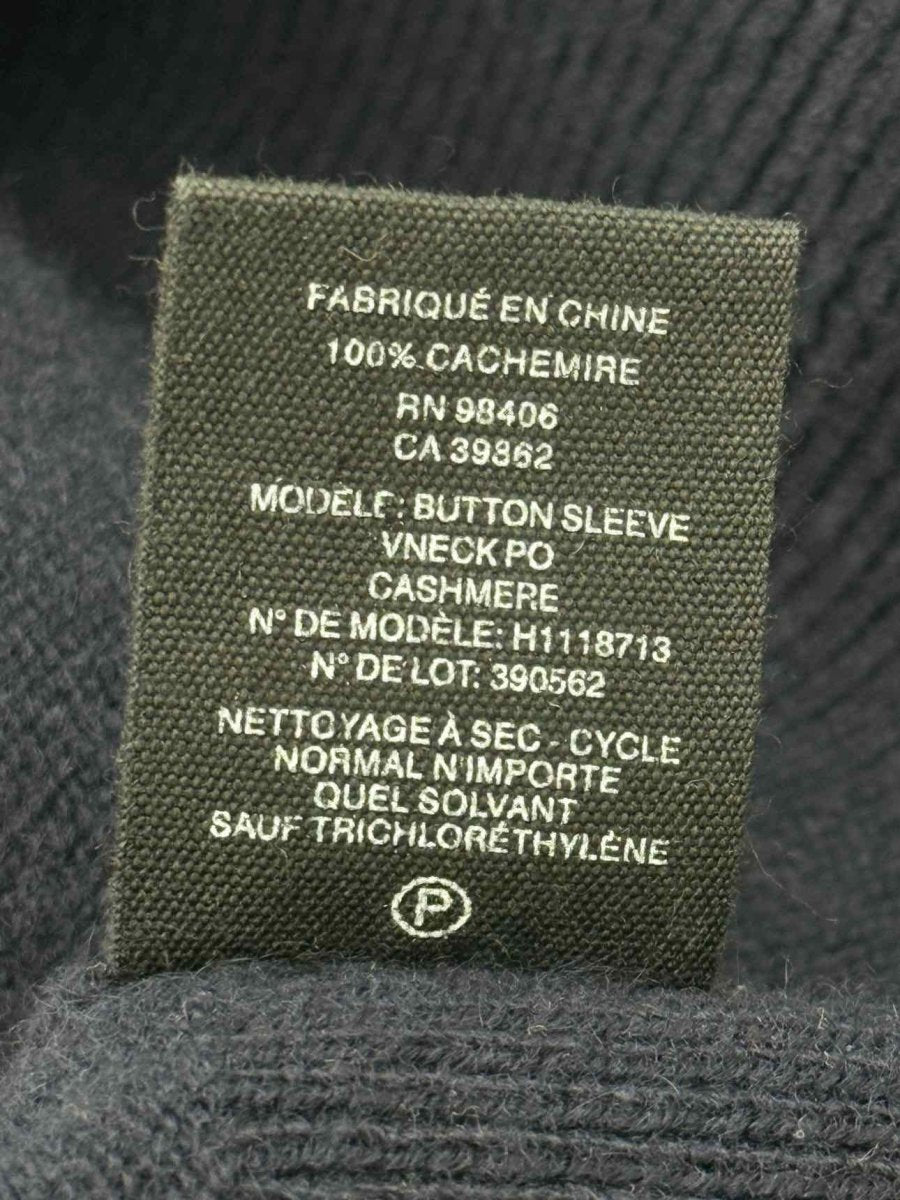 FABRIQUÉ EN CHINE
100% CACHEMIRE
RN 98406
CA 39862
MODÈLE: BUTTON SLEEVE
VNECK PO
CASHMERE
N° DE MODÈLE: H1118713
N° DE LOT: 390562
NETTOYAGE À SEC - CYCLE
NORMAL N'IMPORTE
QUEL SOLVANT
SAUF TRICHLORÉTHYLÈNE
P